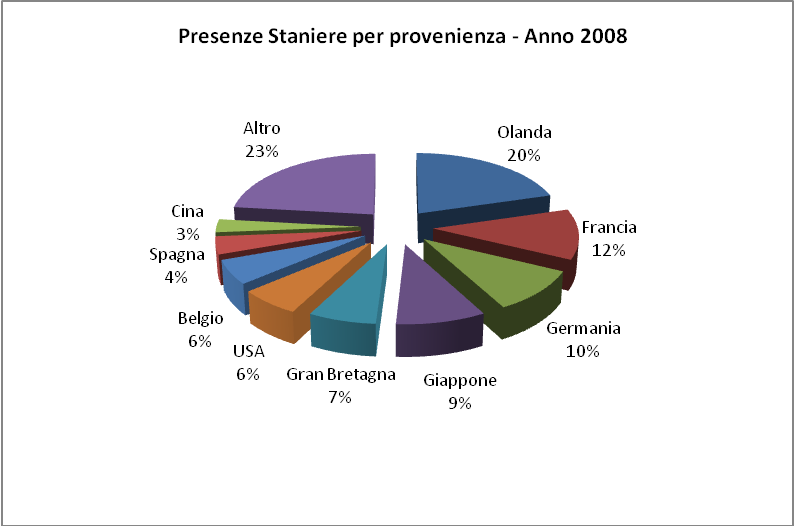 Presenze Staniere per provenienza - Anno 2008
Olanda
20%
Francia
12%
Germania
10%
Giappone
9%
Gran Bretagna
7%
USA
6%
Belgio
6%
Spagna
4%
Cina
3%
Altro
23%